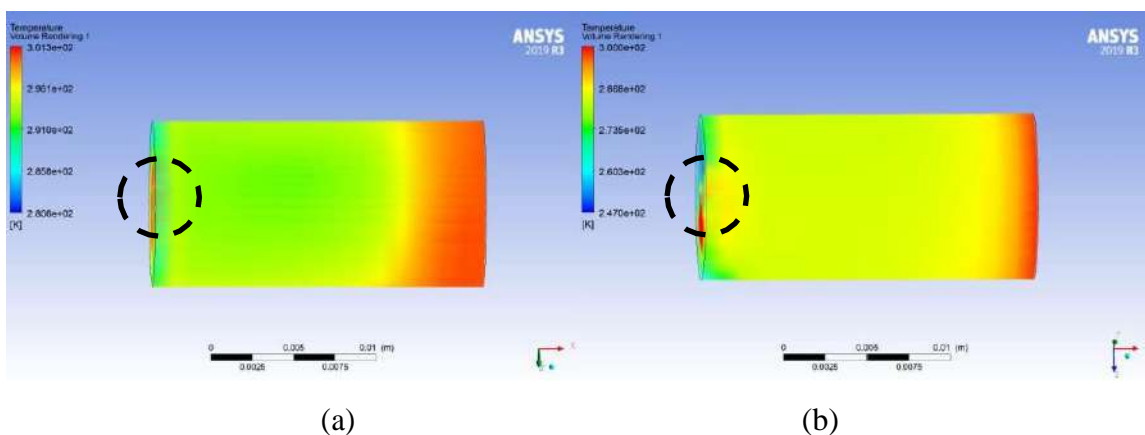 Temperature
Volume Rendering 1
3.013e+02
2.961e+02
2.910e+02
2.858e+02
2.806e+02
[K]
ANSYS
2019 R3
0 0.005 0.01 (m)
0.0025 0.0075
X
(a)
Temperature
Volume Rendering 1
3.000e+02
2.868e+02
2.735e+02
2.603e+02
2.470e+02
[K]
ANSYS
2019 R3
0 0.005 0.01 (m)
0.0025 0.0075
(b)